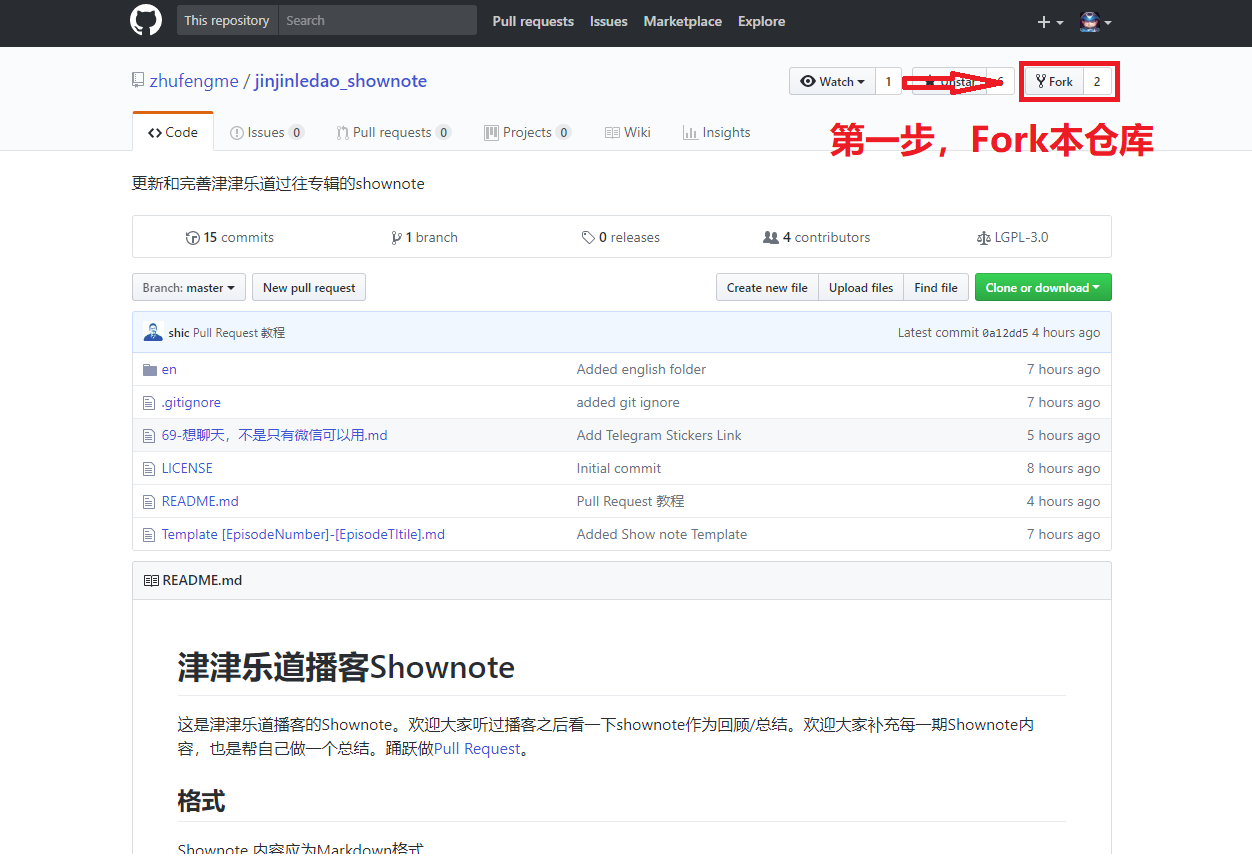 This repository Search Pull requests Issues Marketplace Explore
zhufengme / jinjinledao_shownote Watch 1 Unstar 6 Fork 2
Code Issues 0 Pull requests 0 Projects 0 Wiki Insights
第一步，Fork本仓库
更新和完善津津乐道过往专辑的shownote
15 commits 1 branch 0 releases 4 contributors LGPL-3.0
Branch: master New pull request Create new file Upload files Find file Clone or download
shic Pull Request 教程 Latest commit 0a12dd5 4 hours ago
en Added english folder 7 hours ago
.gitignore added git ignore 7 hours ago
69-想聊天，不是只有微信可以用.md Add Telegram Stickers Link 5 hours ago
LICENSE Initial commit 8 hours ago
README.md Pull Request 教程 4 hours ago
Template [EpisodeNumber]-[EpisodeTItile].md Added Show note Template 7 hours ago
README.md
津津乐道播客Shownote
这是津津乐道播客的Shownote。欢迎大家听过播客之后看一下shownote作为回顾/总结。欢迎大家补充每一期Shownote内
容，也是帮自己做一个总结。踊跃做Pull Request。
格式
Shownote 内容应为Markdown格式